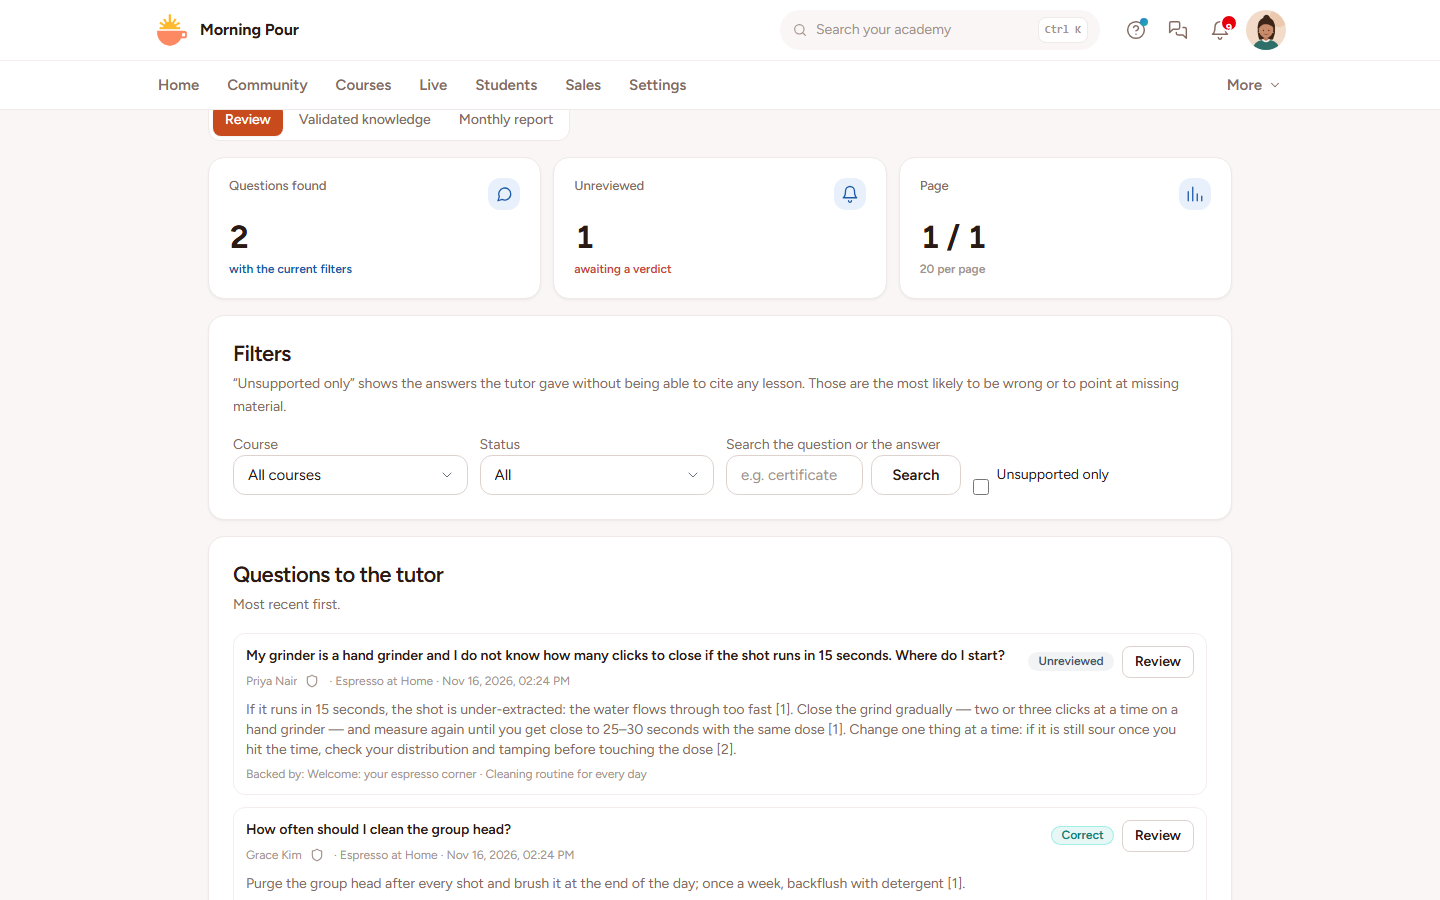 Morning Pour
Search your academy
Ctrl K
9
Home
Community
Courses
Live
Students
Sales
Settings
More
Review
Validated knowledge
Monthly report
Questions found
2
with the current filters
Unreviewed
1
awaiting a verdict
Page
1 / 1
20 per page
Filters
“Unsupported only” shows the answers the tutor gave without being able to cite any lesson. Those are the most likely to be wrong or to point at missing
material.
Course
Status
Search the question or the answer
All courses
All
e.g. certificate
Search
Unsupported only
Questions to the tutor
Most recent first.
My grinder is a hand grinder and I do not know how many clicks to close if the shot runs in 15 seconds. Where do I start?
Unreviewed
Review
Priya Nair · Espresso at Home · Nov 16, 2026, 02:24 PM
If it runs in 15 seconds, the shot is under-extracted: the water flows through too fast [1]. Close the grind gradually — two or three clicks at a time on a
hand grinder — and measure again until you get close to 25–30 seconds with the same dose [1]. Change one thing at a time: if it is still sour once you
hit the time, check your distribution and tamping before touching the dose [2].
Backed by: Welcome: your espresso corner · Cleaning routine for every day
How often should I clean the group head?
Correct
Review
Grace Kim · Espresso at Home · Nov 16, 2026, 02:24 PM
Purge the group head after every shot and brush it at the end of the day; once a week, backflush with detergent [1].